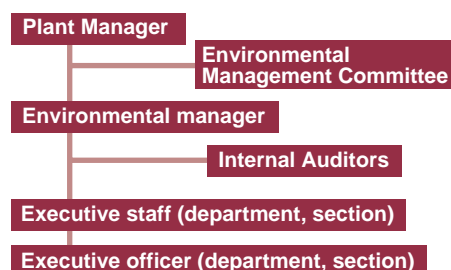 Plant Manager
Environmental
Management Committee
Environmental manager
Internal Auditors
Executive staff (department, section)
Executive officer (department, section)